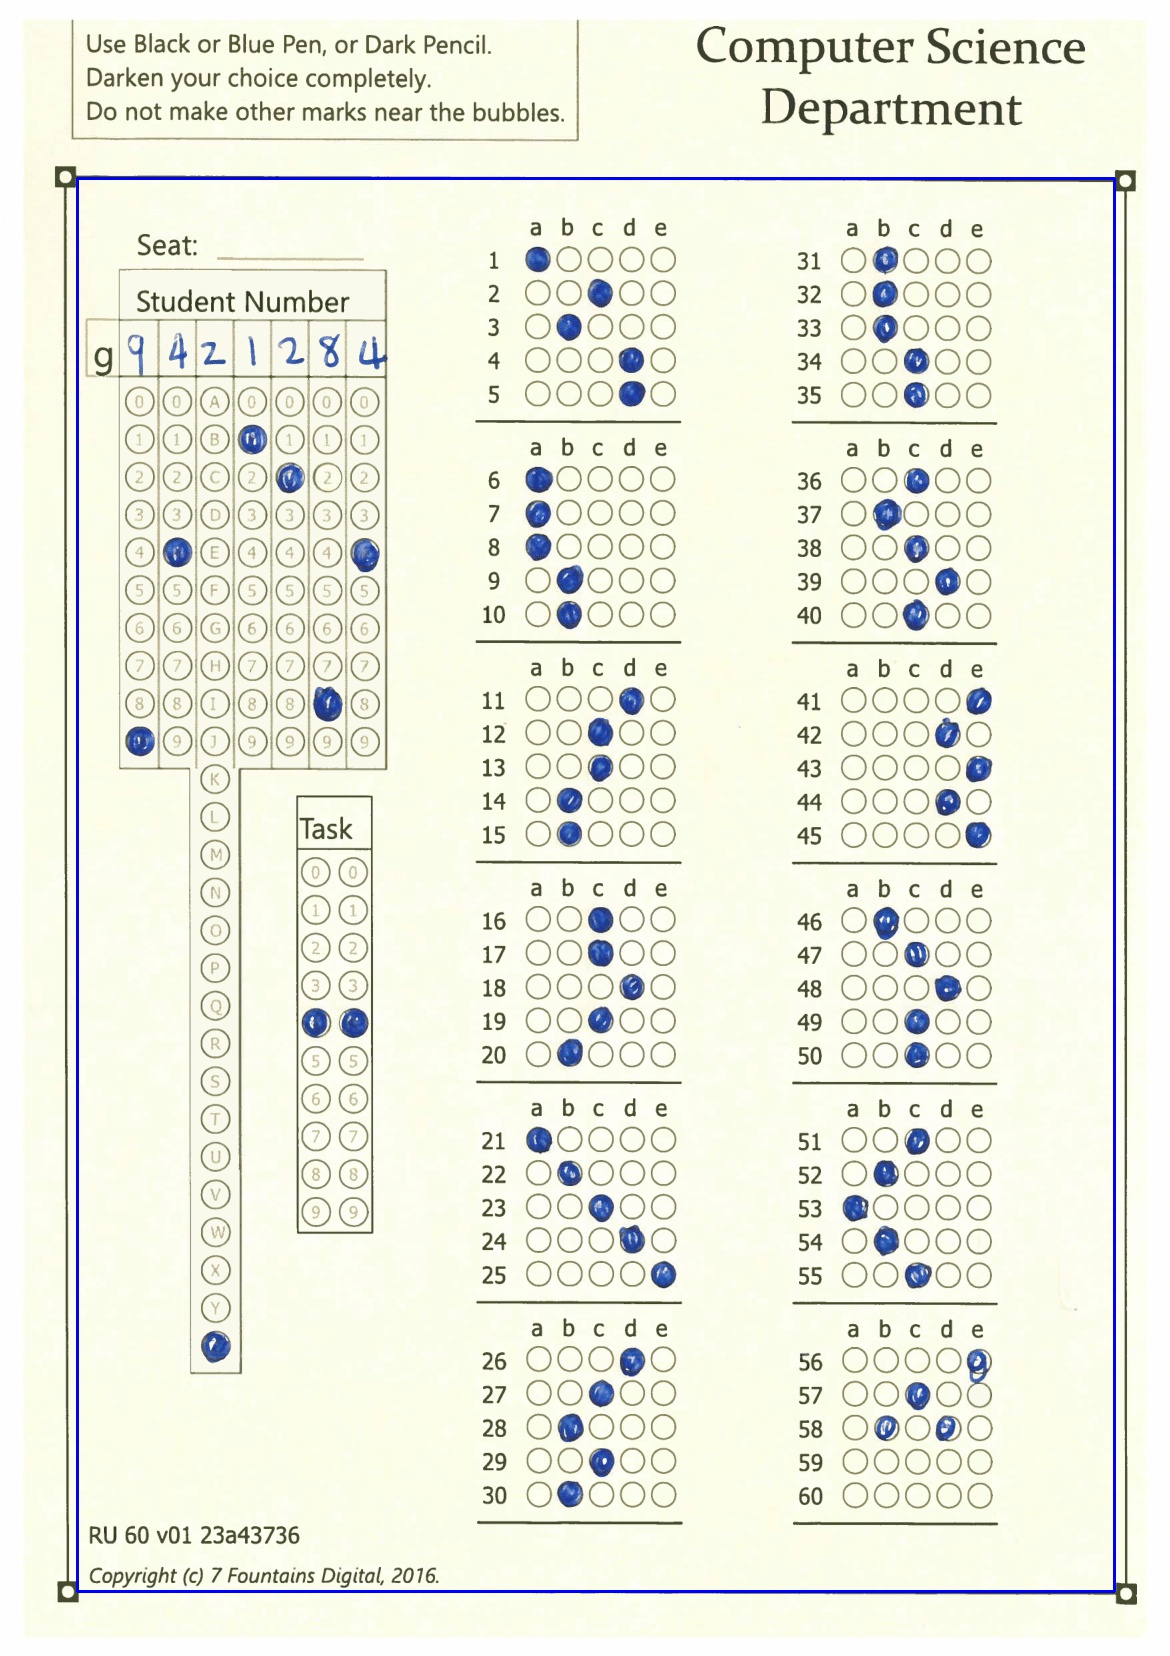 Use Black or Blue Pen, or Dark Pencil.
Darken your choice completely.
Do not make other marks near the bubbles.
Computer Science
Department
Seat:
Student Number
g 9 4 2 1 2 8 4
0 0 A 0 0 0 0
1 1 B 1 1 1
2 2 C 2 2 2
3 3 D 3 3 3 3
4 E 4 4 4
5 5 F 5 5 5 5
6 6 G 6 6 6 6
7 7 H 7 7 7 7
8 8 I 8 8 8
9 J 9 9 9 9
K
L
M
N
O
P
Q
R
S
T
U
V
W
X
Y
Task
0 0
1 1
2 2
3 3
5 5
6 6
7 7
8 8
9 9
a b c d e
1
2
3
4
5
a b c d e
6
7
8
9
10
a b c d e
11
12
13
14
15
a b c d e
16
17
18
19
20
a b c d e
21
22
23
24
25
a b c d e
26
27
28
29
30
a b c d e
31
32
33
34
35
a b c d e
36
37
38
39
40
a b c d e
41
42
43
44
45
a b c d e
46
47
48
49
50
a b c d e
51
52
53
54
55
a b c d e
56
57
58
59
60
RU 60 v01 23a43736
Copyright (c) 7 Fountains Digital, 2016.